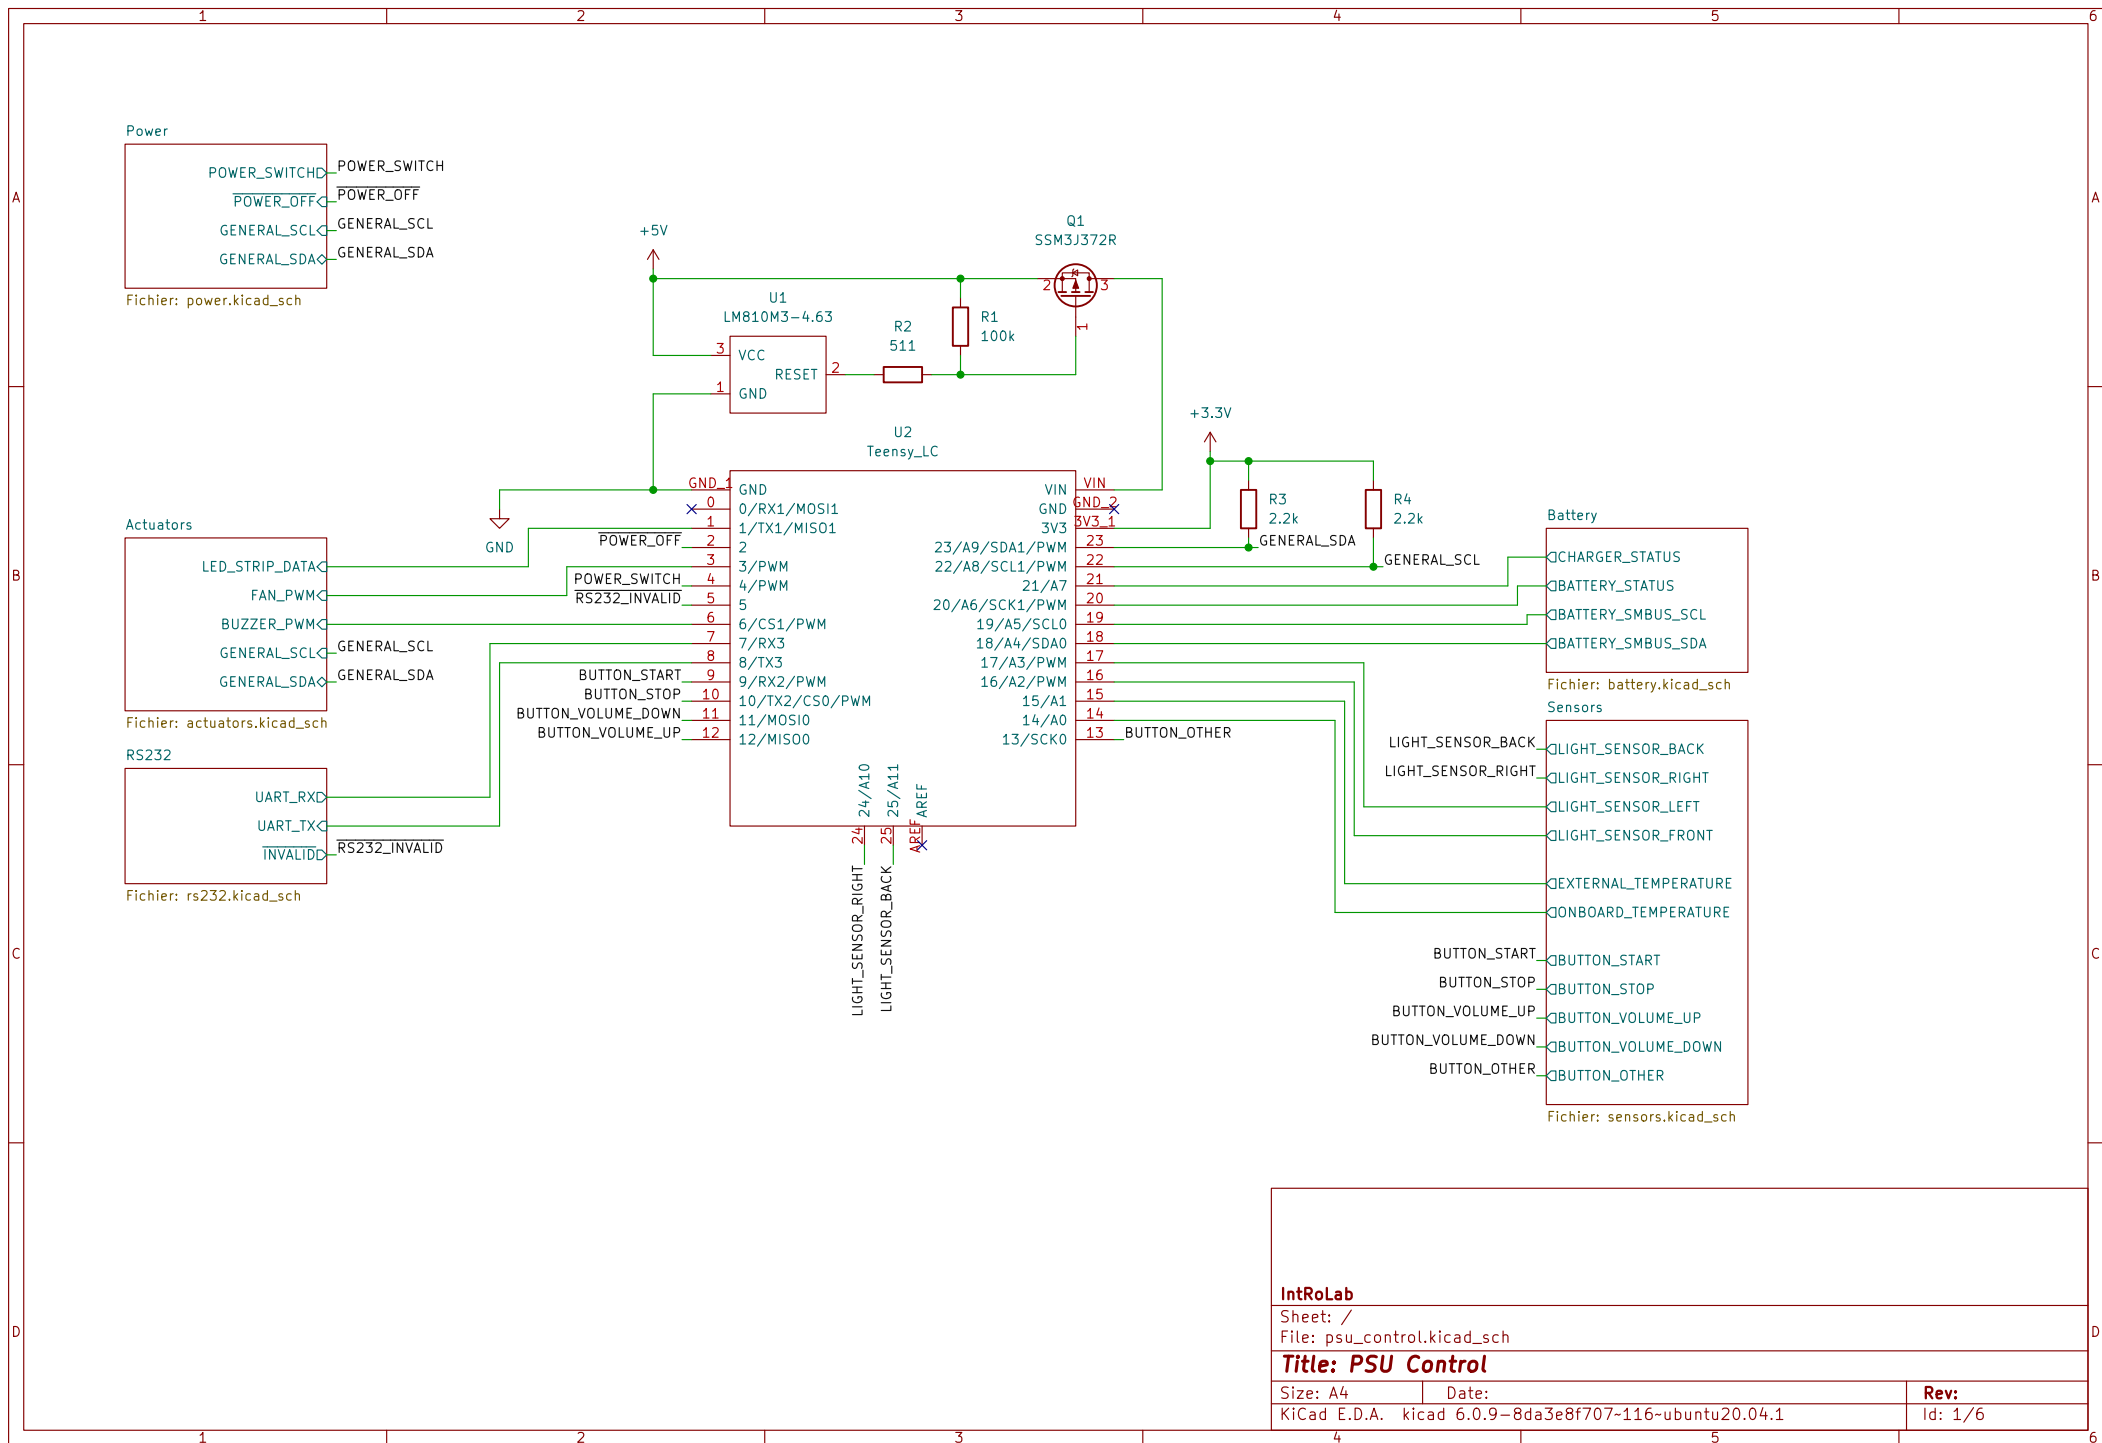 1 2 3 4 5 6
A
B
C
D
A
B
C
D
1 2 3 4 5 6
Power
POWER_SWITCH
POWER_OFF
GENERAL_SCL
GENERAL_SDA
POWER_SWITCH
POWER_OFF
GENERAL_SCL
GENERAL_SDA
Fichier: power.kicad_sch
+5V
Q1
SSM3J372R
2
3
1
U1
LM810M3-4.63
3
VCC
RESET
2
1
GND
R2
511
R1
100k
U2
Teensy_LC
+3.3V
R3
2.2k
R4
2.2k
GENERAL_SDA
GENERAL_SCL
GND
Actuators
LED_STRIP_DATA
FAN_PWM
BUZZER_PWM
GENERAL_SCL
GENERAL_SDA
GENERAL_SCL
GENERAL_SDA
Fichier: actuators.kicad_sch
RS232
UART_RX
UART_TX
INVALID
RS232_INVALID
Fichier: rs232.kicad_sch
POWER_OFF
POWER_SWITCH
RS232_INVALID
BUTTON_START
BUTTON_STOP
BUTTON_VOLUME_DOWN
BUTTON_VOLUME_UP
GND_1 GND
0 0/RX1/MOSI1
1 1/TX1/MISO1
2 2
3 3/PWM
4 4/PWM
5 5
6 6/CS1/PWM
7 7/RX3
8 8/TX3
9 9/RX2/PWM
10 10/TX2/CS0/PWM
11 11/MOSI0
12 12/MISO0
VIN VIN
GND GND_2
3V3 3V3_1
23/A9/SDA1/PWM 23
22/A8/SCL1/PWM 22
21/A7 21
20/A6/SCK1/PWM 20
19/A5/SCL0 19
18/A4/SDA0 18
17/A3/PWM 17
16/A2/PWM 16
15/A1 15
14/A0 14
13/SCK0 13
BUTTON_OTHER
24/A10
25/A11
AREF
24
25
AREF
LIGHT_SENSOR_RIGHT
LIGHT_SENSOR_BACK
Battery
CHARGER_STATUS
BATTERY_STATUS
BATTERY_SMBUS_SCL
BATTERY_SMBUS_SDA
Fichier: battery.kicad_sch
Sensors
LIGHT_SENSOR_BACK
LIGHT_SENSOR_RIGHT
LIGHT_SENSOR_BACK
LIGHT_SENSOR_RIGHT
LIGHT_SENSOR_LEFT
LIGHT_SENSOR_FRONT
EXTERNAL_TEMPERATURE
ONBOARD_TEMPERATURE
BUTTON_START
BUTTON_STOP
BUTTON_VOLUME_UP
BUTTON_VOLUME_DOWN
BUTTON_OTHER
BUTTON_START
BUTTON_STOP
BUTTON_VOLUME_UP
BUTTON_VOLUME_DOWN
BUTTON_OTHER
Fichier: sensors.kicad_sch
IntRoLab
Sheet: /
File: psu_control.kicad_sch
Title: PSU Control
Size: A4 Date: Rev:
KiCad E.D.A. kicad 6.0.9-8da3e8f707~116~ubuntu20.04.1 Id: 1/6